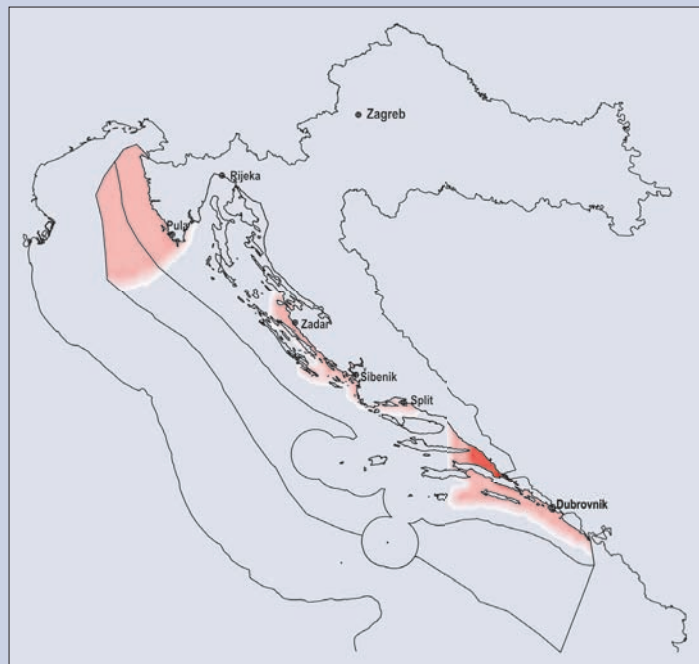 Zagreb
Rijeka
Pula
Zadar
Šibenik
Split
Dubrovnik